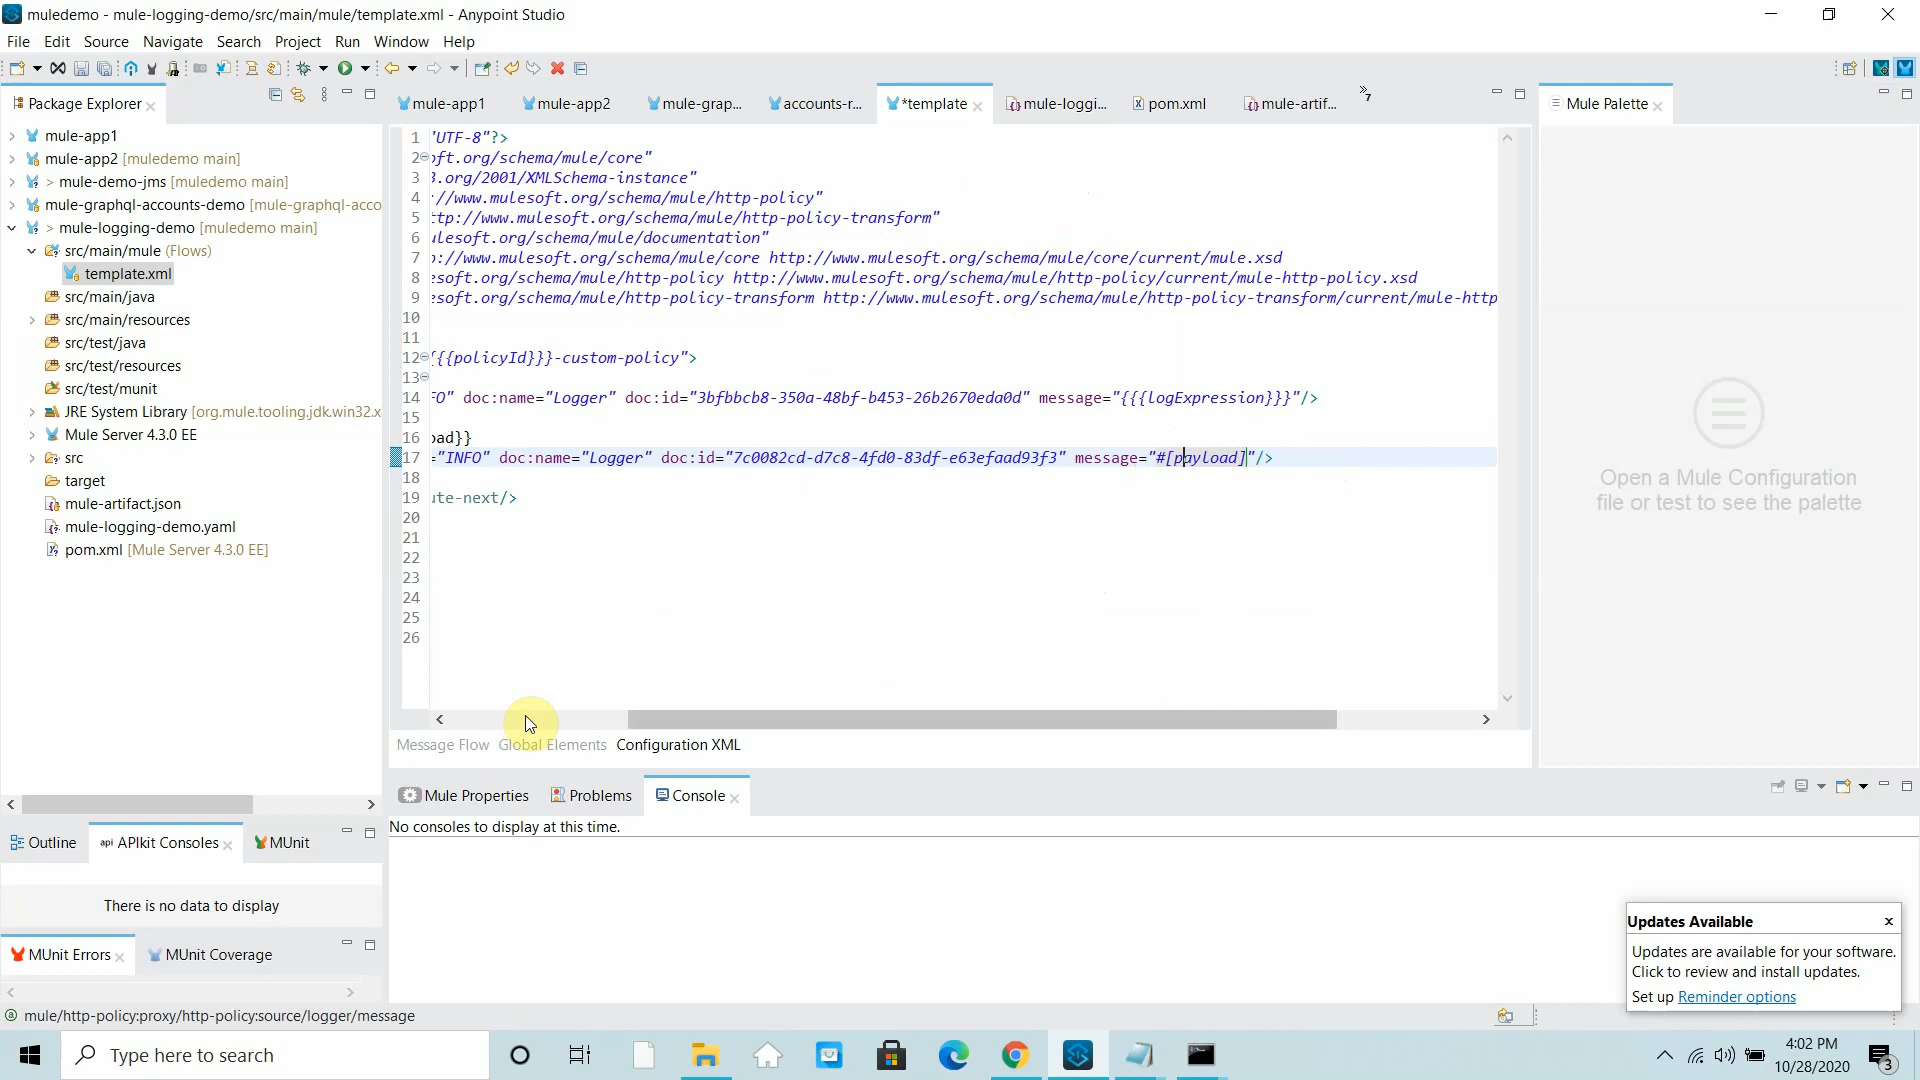 muledemo - mule-logging-demo/src/main/mule/template.xml - Anypoint Studio
File Edit Source Navigate Search Project Run Window Help
Package Explorer
mule-app1
mule-app2 [muledemo main]
> mule-demo-jms [muledemo main]
mule-graphql-accounts-demo [mule-graphql-acco
> mule-logging-demo [muledemo main]
src/main/mule (Flows)
template.xml
src/main/java
src/main/resources
src/test/java
src/test/resources
src/test/munit
JRE System Library [org.mule.tooling.jdk.win32.x
Mule Server 4.3.0 EE
src
target
mule-artifact.json
mule-logging-demo.yaml
pom.xml [Mule Server 4.3.0 EE]
mule-app1 mule-app2 mule-grap... accounts-r... *template mule-loggi... pom.xml mule-artif... »7
1 "UTF-8"?>
2 oft.org/schema/mule/core"
3 3.org/2001/XMLSchema-instance"
4 ://www.mulesoft.org/schema/mule/http-policy"
5 ttp://www.mulesoft.org/schema/mule/http-policy-transform"
6 ulesoft.org/schema/mule/documentation"
7 ://www.mulesoft.org/schema/mule/core http://www.mulesoft.org/schema/mule/core/current/mule.xsd
8 esoft.org/schema/mule/http-policy http://www.mulesoft.org/schema/mule/http-policy/current/mule-http-policy.xsd
9 esoft.org/schema/mule/http-policy-transform http://www.mulesoft.org/schema/mule/http-policy-transform/current/mule-http
10
11
12 {{{policyId}}}-custom-policy">
13
14 FO" doc:name="Logger" doc:id="3bfbbcb8-350a-48bf-b453-26b2670eda0d" message="{{{logExpression}}}"/>
15
16 oad}}
17 ="INFO" doc:name="Logger" doc:id="7c0082cd-d7c8-4fd0-83df-e63efaad93f3" message="#[payload]"/>
18
19 ute-next/>
20
21
22
23
24
25
26
Message Flow Global Elements Configuration XML
Mule Palette
Open a Mule Configuration
file or test to see the palette
Mule Properties Problems Console
No consoles to display at this time.
Outline api APIkit Consoles MUnit
There is no data to display
MUnit Errors MUnit Coverage
mule/http-policy:proxy/http-policy:source/logger/message
Updates Available x
Updates are available for your software.
Click to review and install updates.
Set up Reminder options
Type here to search
4:02 PM
10/28/2020
3